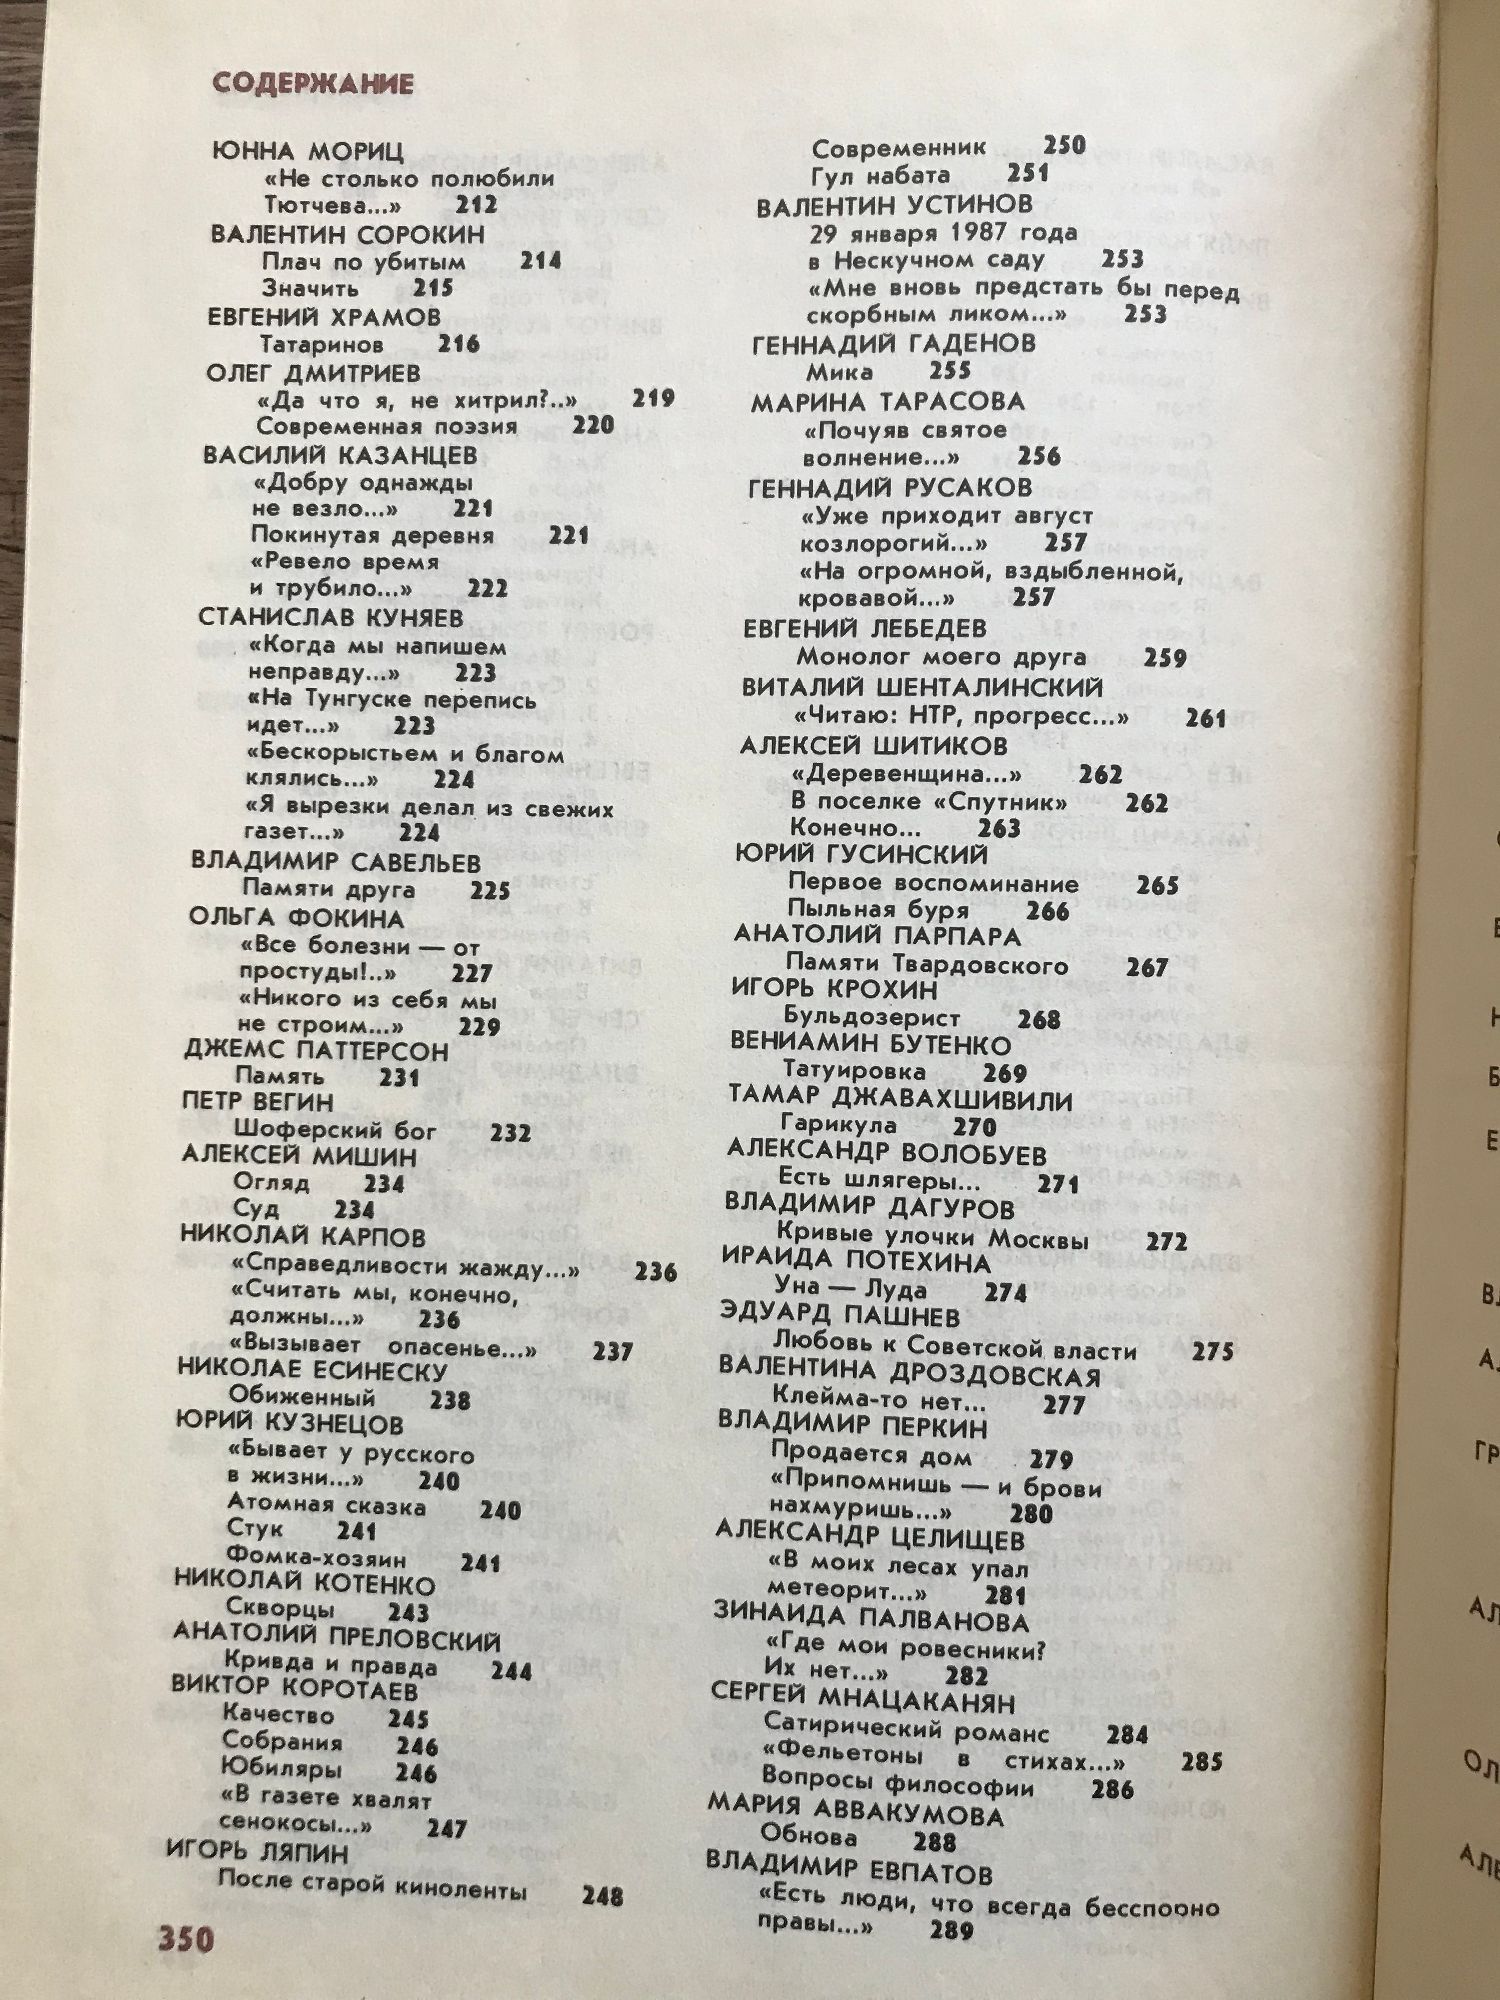 СОДЕРЖАНИЕ
ЮННА МОРИЦ
«Не столько полюбили
Тютчева...» 212
ВАЛЕНТИН СОРОКИН
Плач по убитым 214
Значить 215
ЕВГЕНИЙ ХРАМОВ
Татаринов 216
ОЛЕГ ДМИТРИЕВ
«Да что я, не хитрил?..» 219
Современная поэзия 220
ВАСИЛИЙ КАЗАНЦЕВ
«Добру однажды
не везло...» 221
Покинутая деревня 221
«Ревело время
и трубило...» 222
СТАНИСЛАВ КУНЯЕВ
«Когда мы напишем
неправду...» 223
«На Тунгуске перепись
идет...» 223
«Бескорыстьем и благом
клялись...» 224
«Я вырезки делал из свежих
газет...» 224
ВЛАДИМИР САВЕЛЬЕВ
Памяти друга 225
ОЛЬГА ФОКИНА
«Все болезни — от
простуды!..» 227
«Никого из себя мы
не строим...» 229
ДЖЕМС ПАТТЕРСОН
Память 231
ПЕТР ВЕГИН
Шоферский бог 232
АЛЕКСЕЙ МИШИН
Огляд 234
Суд 234
НИКОЛАЙ КАРПОВ
«Справедливости жажду...» 236
«Считать мы, конечно,
должны...» 236
«Вызывает опасенье...» 237
НИКОЛАЕ ЕСИНЕСКУ
Обиженный 238
ЮРИЙ КУЗНЕЦОВ
«Бывает у русского
в жизни...» 240
Атомная сказка 240
Стук 241
Фомка-хозяин 241
НИКОЛАЙ КОТЕНКО
Скворцы 243
АНАТОЛИЙ ПРЕЛОВСКИЙ
Кривда и правда 244
ВИКТОР КОРОТАЕВ
Качество 245
Собрания 246
Юбиляры 246
«В газете хвалят
сенокосы...» 247
ИГОРЬ ЛЯПИН
После старой киноленты 248
350
Современник 250
Гул набата 251
ВАЛЕНТИН УСТИНОВ
29 января 1987 года
в Нескучном саду 253
«Мне вновь предстать бы перед
скорбным ликом...» 253
ГЕННАДИЙ ГАДЕНОВ
Мика 255
МАРИНА ТАРАСОВА
«Почуяв святое
волнение...» 256
ГЕННАДИЙ РУСАКОВ
«Уже приходит август
козлорогий...» 257
«На огромной, вздыбленной,
кровавой...» 257
ЕВГЕНИЙ ЛЕБЕДЕВ
Монолог моего друга 259
ВИТАЛИЙ ШЕНТАЛИНСКИЙ
«Читаю: НТР, прогресс...» 261
АЛЕКСЕЙ ШИТИКОВ
«Деревенщина...» 262
В поселке «Спутник» 262
Конечно... 263
ЮРИЙ ГУСИНСКИЙ
Первое воспоминание 265
Пыльная буря 266
АНАТОЛИЙ ПАРПАРА
Памяти Твардовского 267
ИГОРЬ КРОХИН
Бульдозерист 268
ВЕНИАМИН БУТЕНКО
Татуировка 269
ТАМАР ДЖАВАХШИВИЛИ
Гарикула 270
АЛЕКСАНДР ВОЛОБУЕВ
Есть шлягеры... 271
ВЛАДИМИР ДАГУРОВ
Кривые улочки Москвы 272
ИРАИДА ПОТЕХИНА
Уна — Луда 274
ЭДУАРД ПАШНЕВ
Любовь к Советской власти 275
ВАЛЕНТИНА ДРОЗДОВСКАЯ
Клейма-то нет... 277
ВЛАДИМИР ПЕРКИН
Продается дом 279
«Припомнишь — и брови
нахмуришь...» 280
АЛЕКСАНДР ЦЕЛИЩЕВ
«В моих лесах упал
метеорит...» 281
ЗИНАИДА ПАЛВАНОВА
«Где мои ровесники?
Их нет...» 282
СЕРГЕЙ МНАЦАКАНЯН
Сатирический романс 284
«Фельетоны в стихах...» 285
Вопросы философии 286
МАРИЯ АВВАКУМОВА
Обнова 288
ВЛАДИМИР ЕВПАТОВ
«Есть люди, что всегда бесспорно
правы...» 289